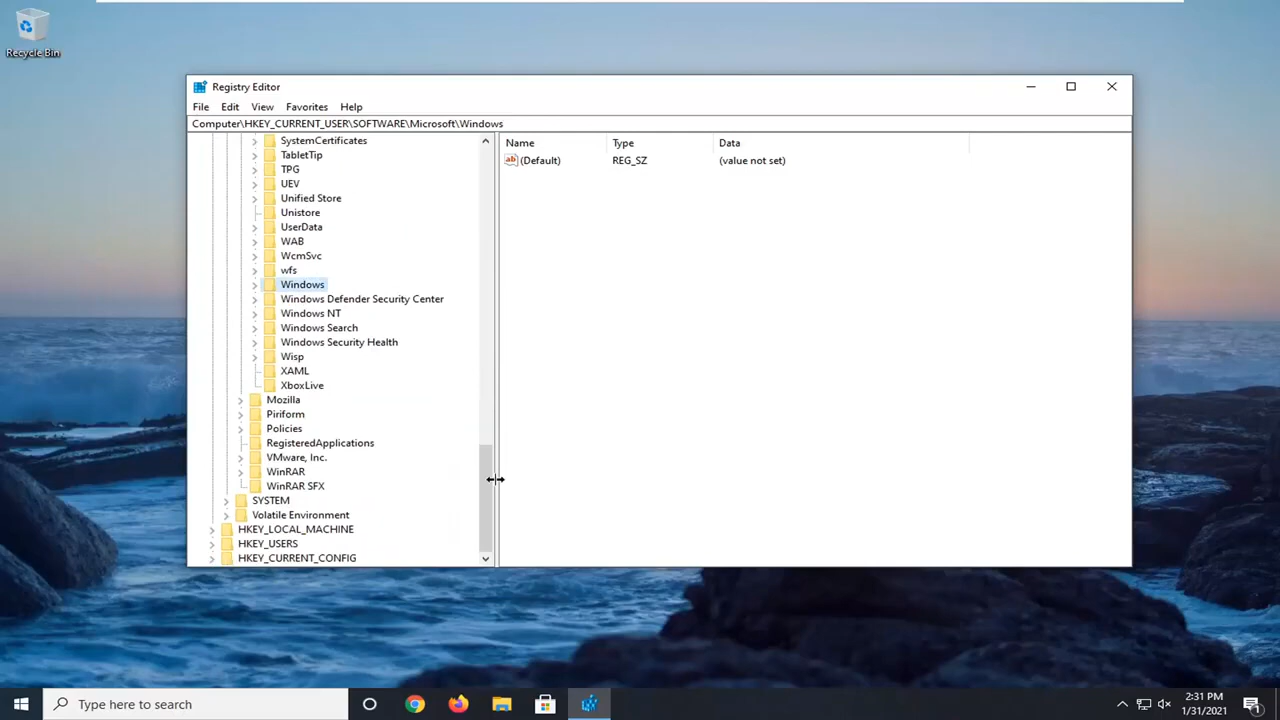 Recycle Bin
Registry Editor
File Edit View Favorites Help
Computer\HKEY_CURRENT_USER\SOFTWARE\Microsoft\Windows
SystemCertificates
TabletTip
TPG
UEV
Unified Store
Unistore
UserData
WAB
WcmSvc
wfs
Windows
Windows Defender Security Center
Windows NT
Windows Search
Windows Security Health
Wisp
XAML
XboxLive
Mozilla
Piriform
Policies
RegisteredApplications
VMware, Inc.
WinRAR
WinRAR SFX
SYSTEM
Volatile Environment
HKEY_LOCAL_MACHINE
HKEY_USERS
HKEY_CURRENT_CONFIG
Name Type Data
ab (Default) REG_SZ (value not set)
Type here to search
2:31 PM
1/31/2021
1